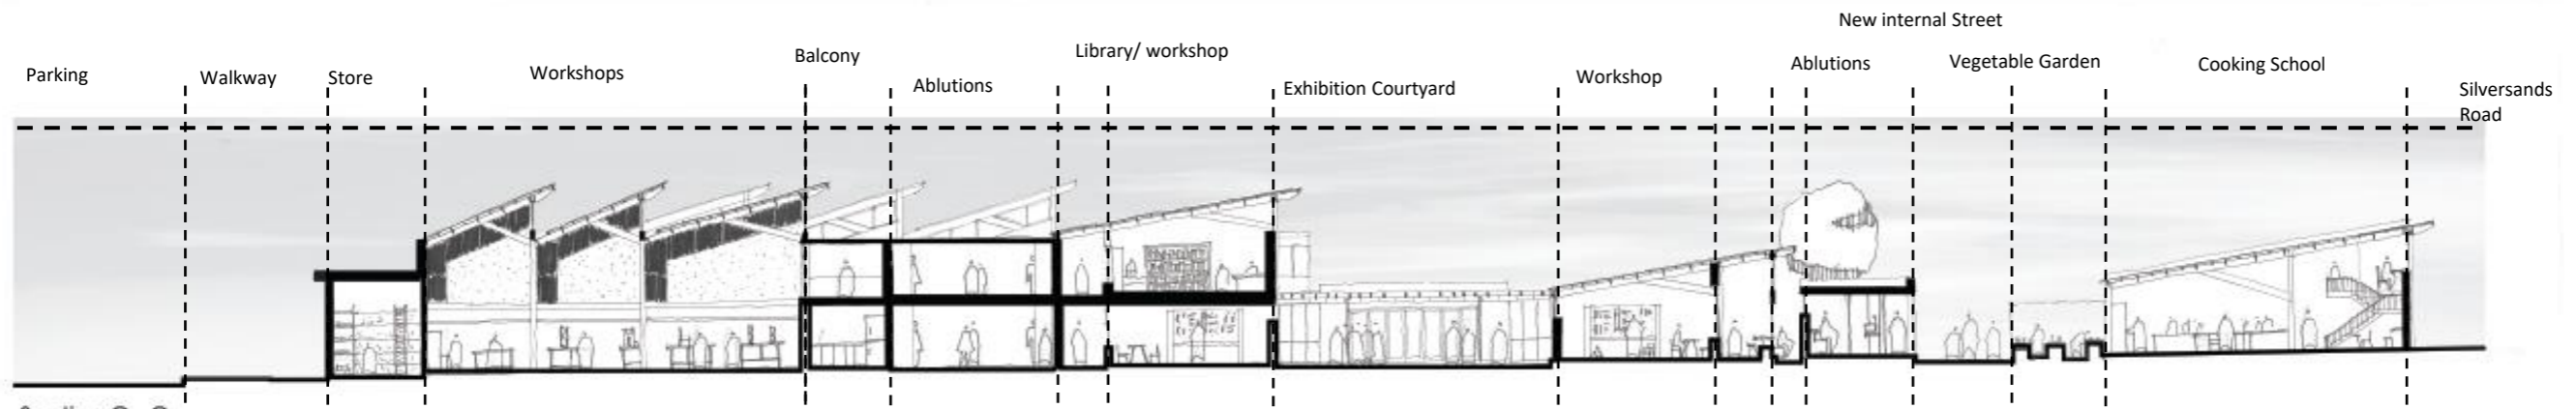 Parking
Walkway
Store
Workshops
Balcony
Ablutions
Library/ workshop
Exhibition Courtyard
Workshop
New internal Street
Ablutions
Vegetable Garden
Cooking School
Silversands
Road